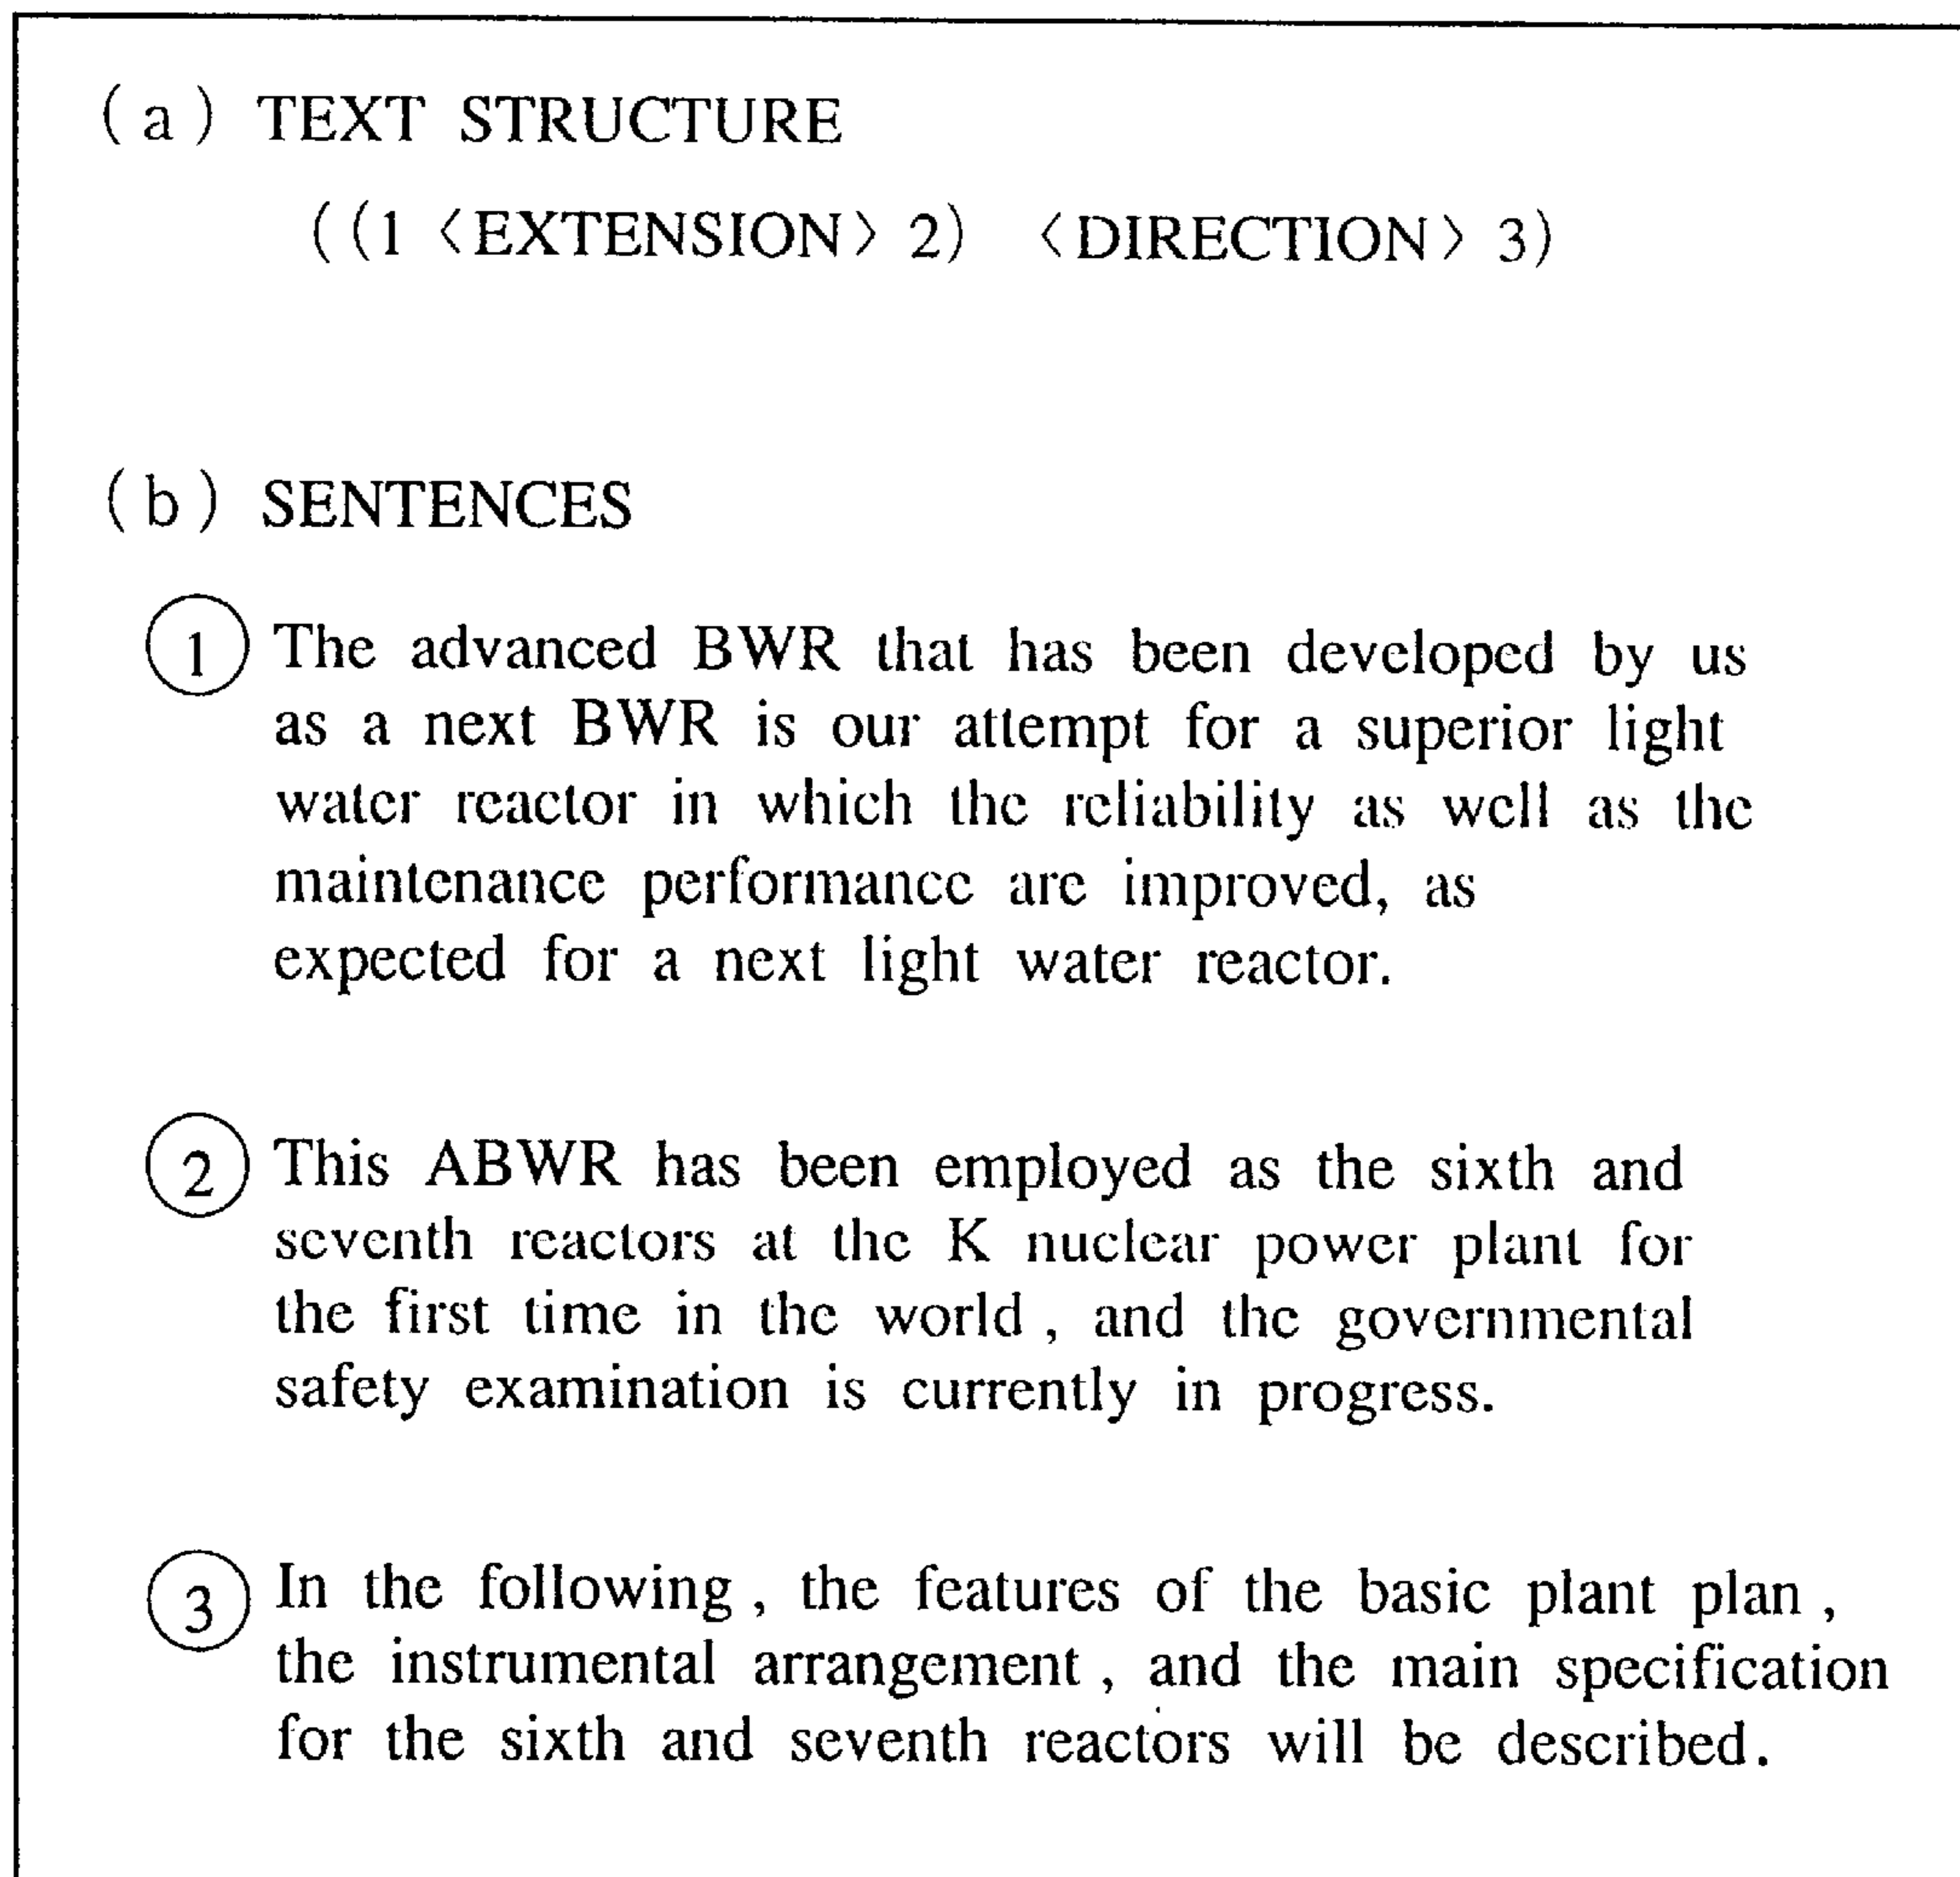 (a) TEXT STRUCTURE
((1 〈EXTENSION〉 2) 〈DIRECTION〉 3)
(b) SENTENCES
① The advanced BWR that has been developed by us
as a next BWR is our attempt for a superior light
water reactor in which the reliability as well as the
maintenance performance are improved, as
expected for a next light water reactor.
② This ABWR has been employed as the sixth and
seventh reactors at the K nuclear power plant for
the first time in the world, and the governmental
safety examination is currently in progress.
③ In the following, the features of the basic plant plan,
the instrumental arrangement, and the main specification
for the sixth and seventh reactors will be described.